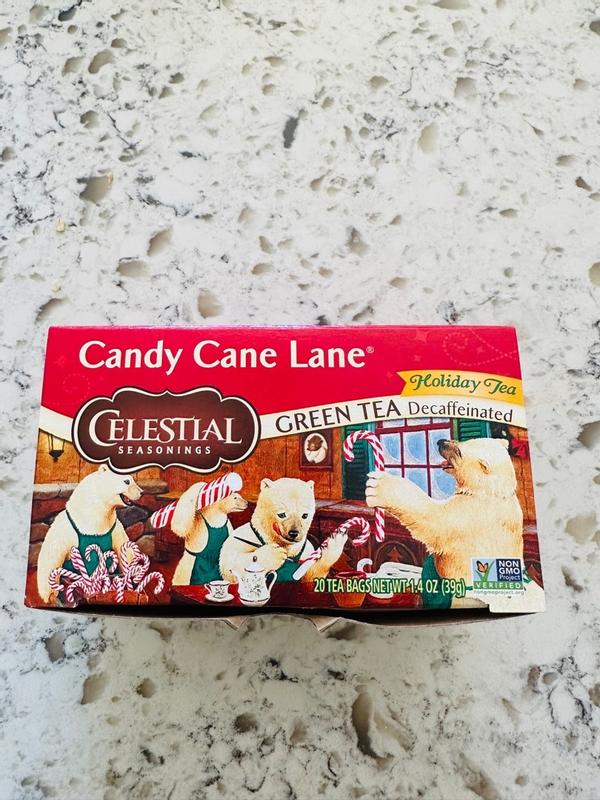 Candy Cane Lane®
Holiday Tea
GREEN TEA Decaffeinated
CELESTIAL
SEASONINGS
NON
GMO
Project
VERIFIED
nongmoproject.org
20 TEA BAGS NET WT 1.4 OZ (39g)